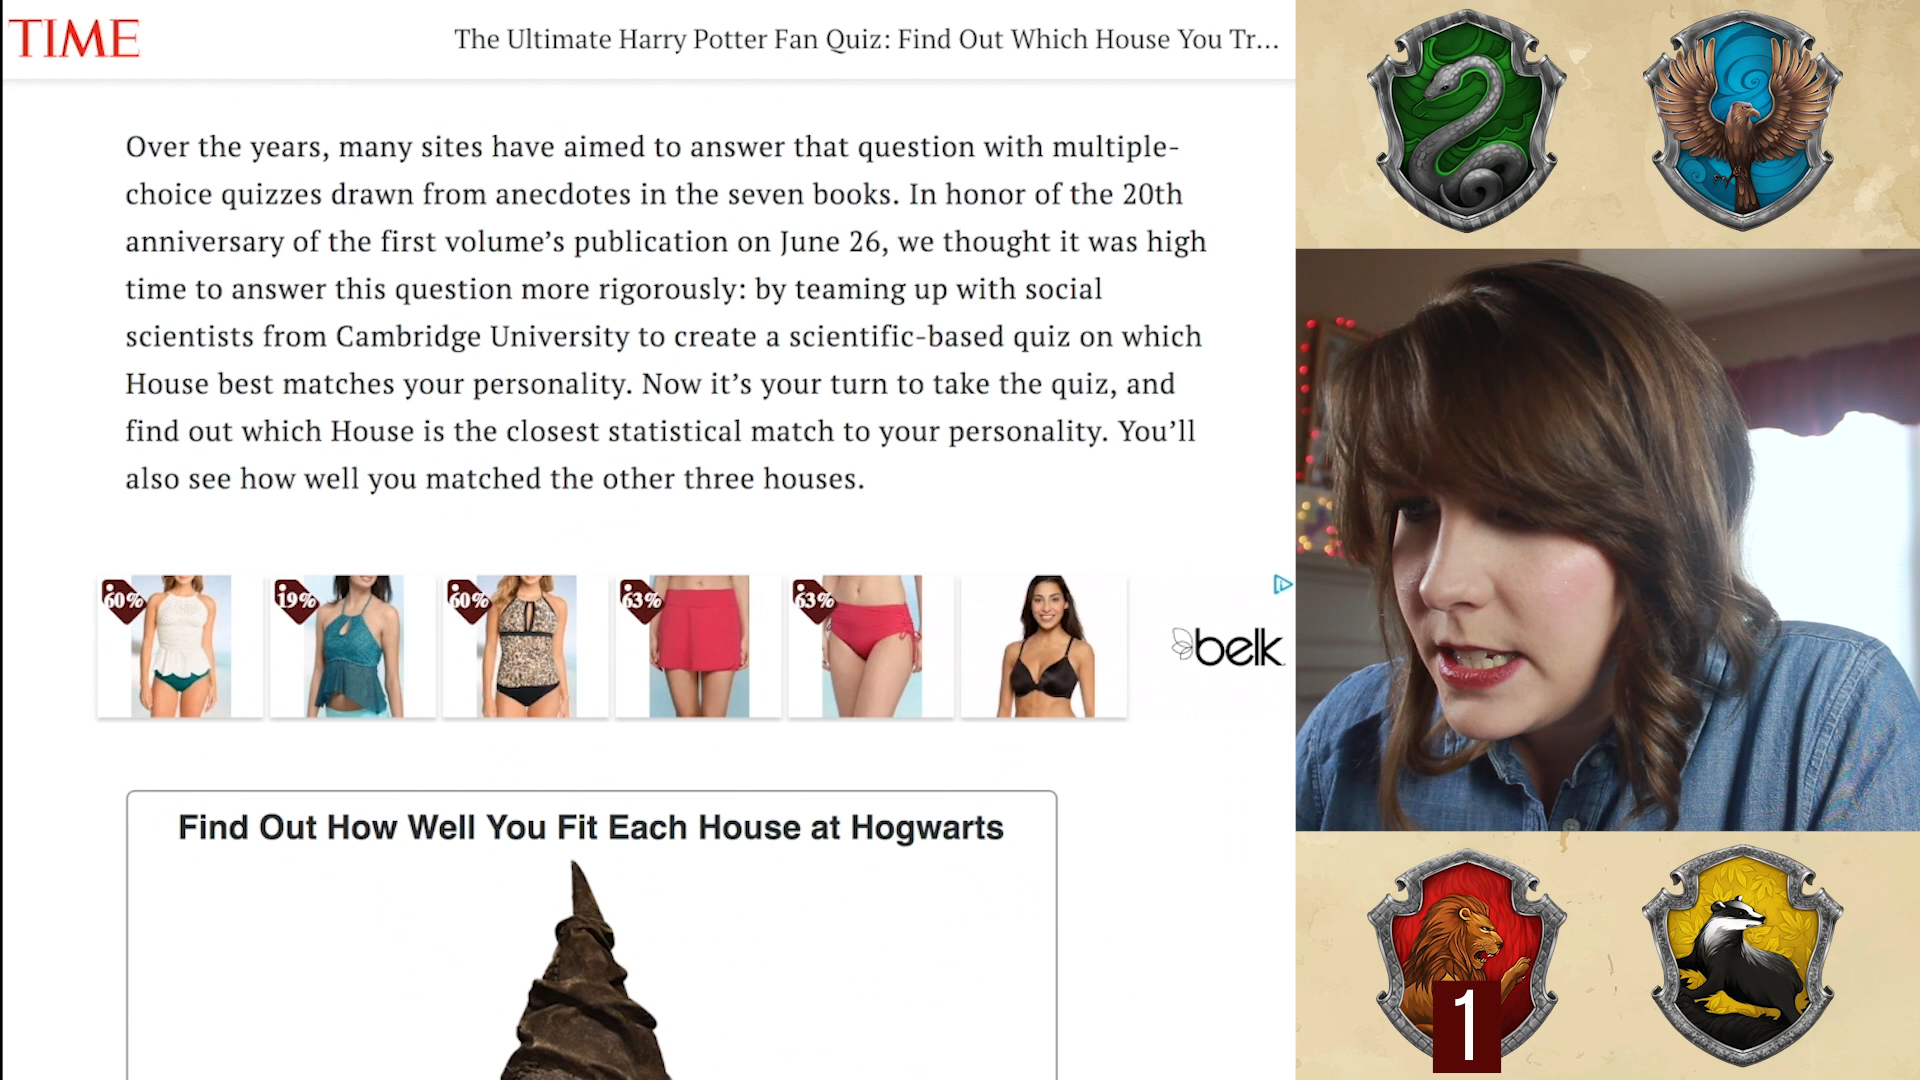 TIME
The Ultimate Harry Potter Fan Quiz: Find Out Which House You Tr...
Over the years, many sites have aimed to answer that question with multiple-
choice quizzes drawn from anecdotes in the seven books. In honor of the 20th
anniversary of the first volume’s publication on June 26, we thought it was high
time to answer this question more rigorously: by teaming up with social
scientists from Cambridge University to create a scientific-based quiz on which
House best matches your personality. Now it’s your turn to take the quiz, and
find out which House is the closest statistical match to your personality. You’ll
also see how well you matched the other three houses.
60%
19%
60%
63%
63%
belk
Find Out How Well You Fit Each House at Hogwarts
1